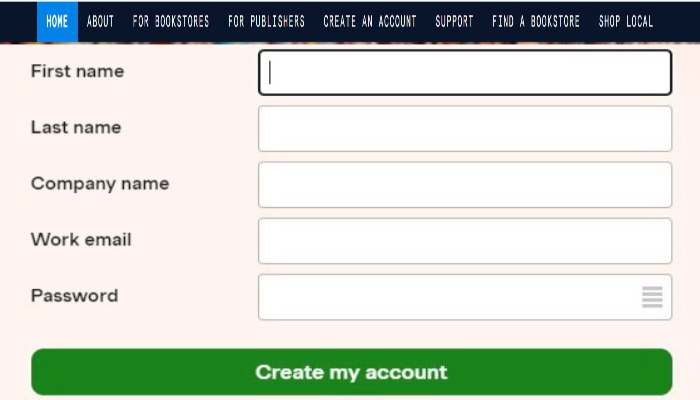 HOME ABOUT FOR BOOKSTORES FOR PUBLISHERS CREATE AN ACCOUNT SUPPORT FIND A BOOKSTORE SHOP LOCAL
First name
Last name
Company name
Work email
Password
Create my account